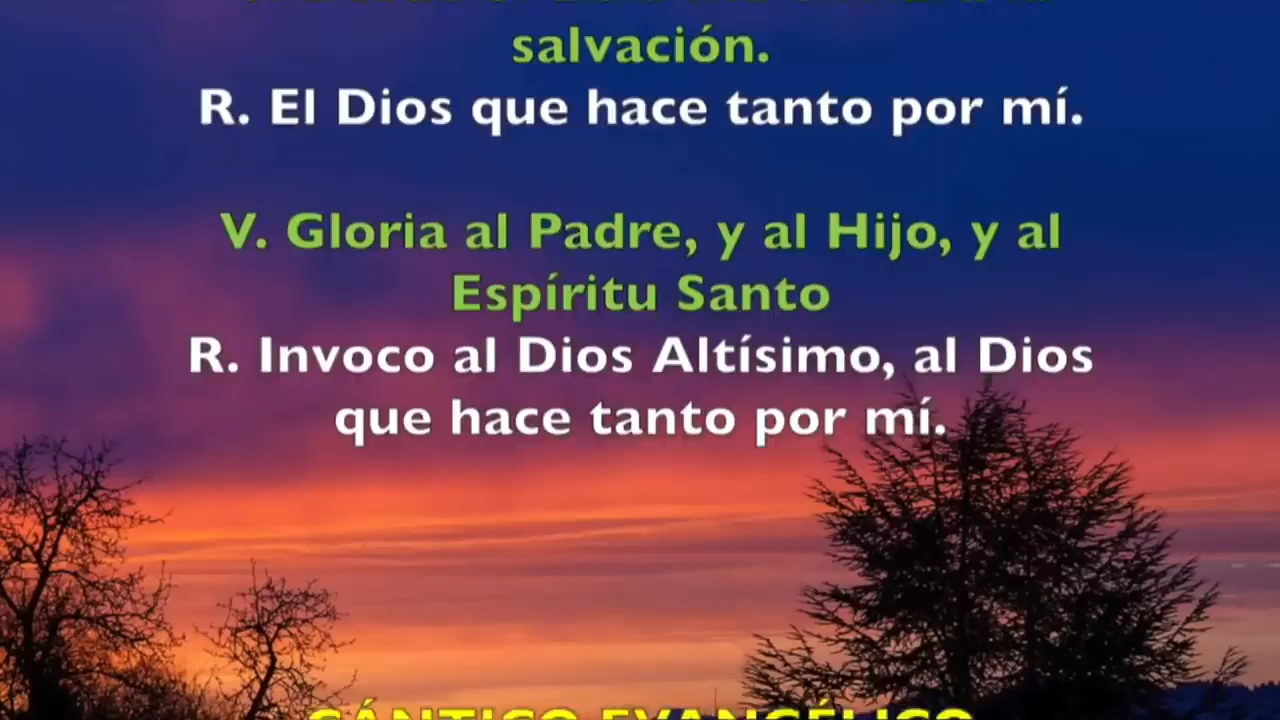 salvación.
R. El Dios que hace tanto por mí.
V. Gloria al Padre, y al Hijo, y al
Espíritu Santo
R. Invoco al Dios Altísimo, al Dios
que hace tanto por mí.
CÁNTICO EVANGÉLICO